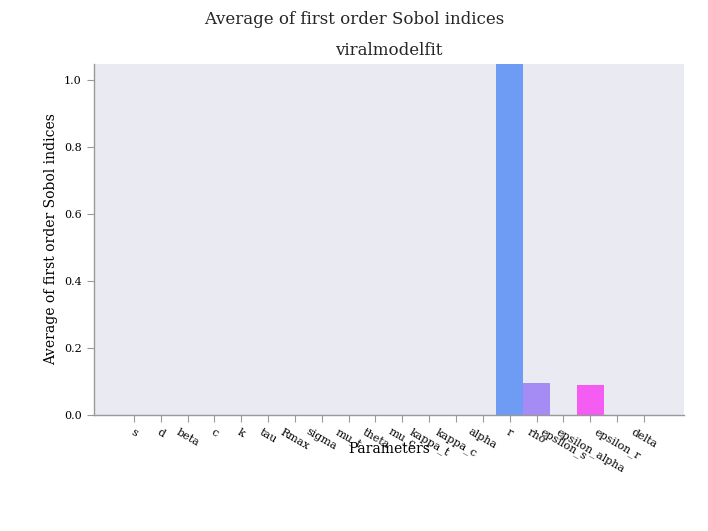 Average of first order Sobol indices
viralmodelfit
Average of first order Sobol indices
1.0
0.8
0.6
0.4
0.2
0.0
s
d
beta
c
k
tau
Rmax
sigma
mu_t
theta
mu_c
kappa_t
kappa_c
alpha
r
rho
epsilon_s
epsilon_alpha
epsilon_r
delta
Parameters